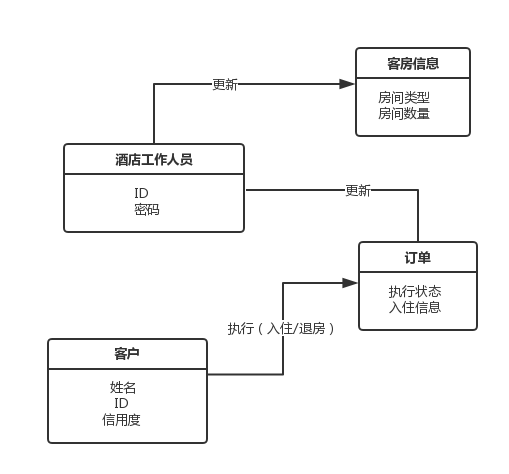 客房信息
更新
房间类型
房间数量
酒店工作人员
ID
密码
更新
订单
执行状态
入住信息
执行（入住/退房）
客户
姓名
ID
信用度